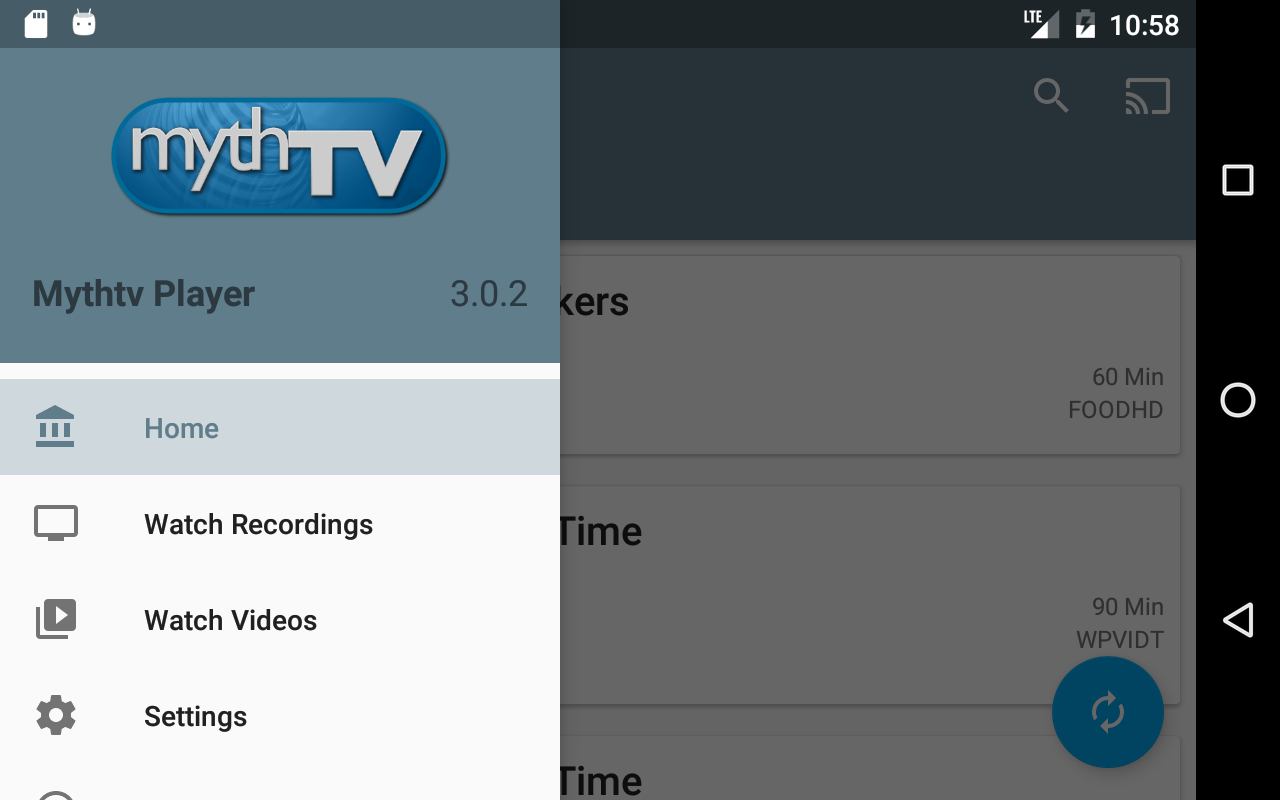 LTE 10:58
mythTV
Mythtv Player 3.0.2
Home
Watch Recordings
Watch Videos
Settings
kers
60 Min
FOODHD
Time
90 Min
WPVIDT
Time